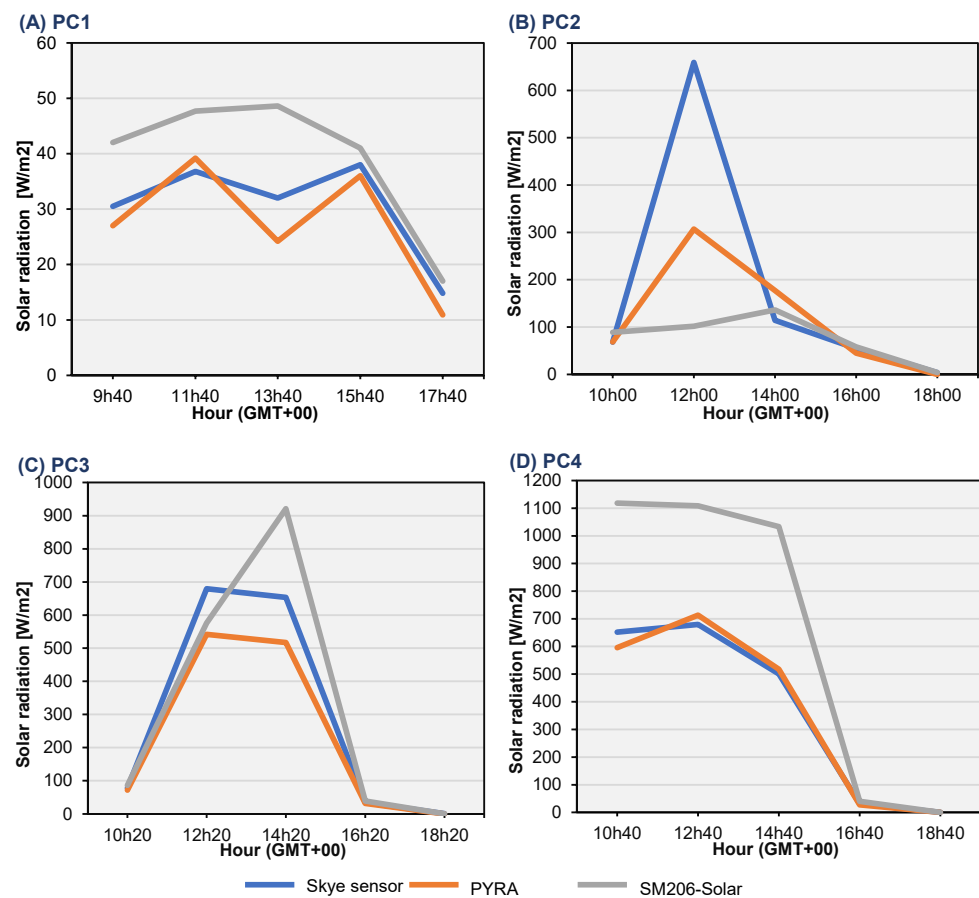 (A) PC1
Solar radiation [W/m2]
60
50
40
30
20
10
0
9h40 11h40 13h40 15h40 17h40
Hour (GMT+00)
(B) PC2
Solar radiation [W/m2]
700
600
500
400
300
200
100
0
10h00 12h00 14h00 16h00 18h00
Hour (GMT+00)
(C) PC3
Solar radiation [W/m2]
1000
900
800
700
600
500
400
300
200
100
0
10h20 12h20 14h20 16h20 18h20
Hour (GMT+00)
(D) PC4
Solar radiation [W/m2]
1200
1100
1000
900
800
700
600
500
400
300
200
100
0
10h40 12h40 14h40 16h40 18h40
Hour (GMT+00)
Skye sensor PYRA SM206-Solar